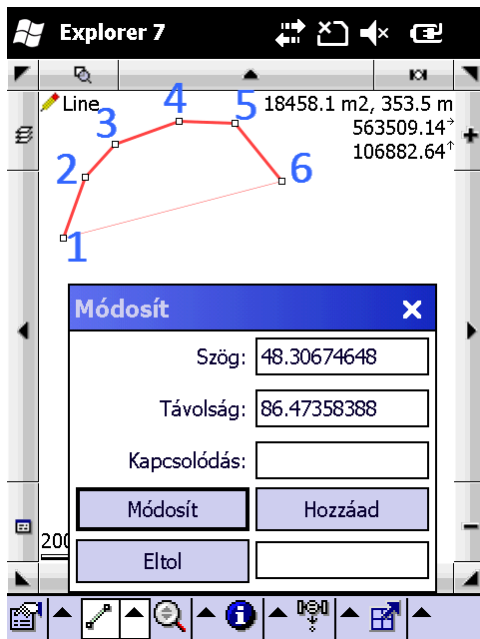 Explorer 7
Line
18458.1 m2, 353.5 m
563509.14
106882.64
1
2
3
4
5
6
Módosít
Szög: 48.30674648
Távolság: 86.47358388
Kapcsolódás:
Módosít Hozzáad
200
Eltol